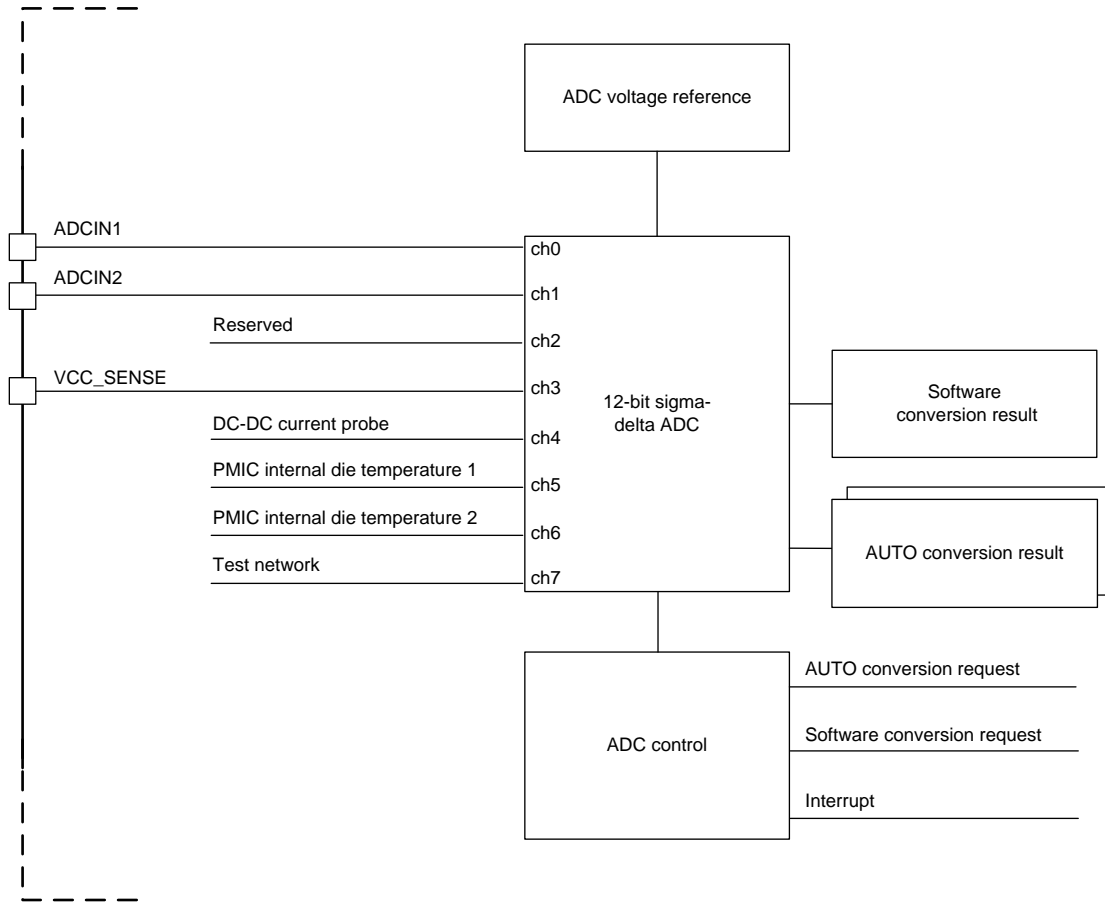 ADC voltage reference
ADCIN1
ch0
ADCIN2
ch1
Reserved
ch2
VCC_SENSE
ch3
DC-DC current probe
ch4
PMIC internal die temperature 1
ch5
PMIC internal die temperature 2
ch6
Test network
ch7
12-bit sigma-
delta ADC
Software
conversion result
AUTO conversion result
ADC control
AUTO conversion request
Software conversion request
Interrupt